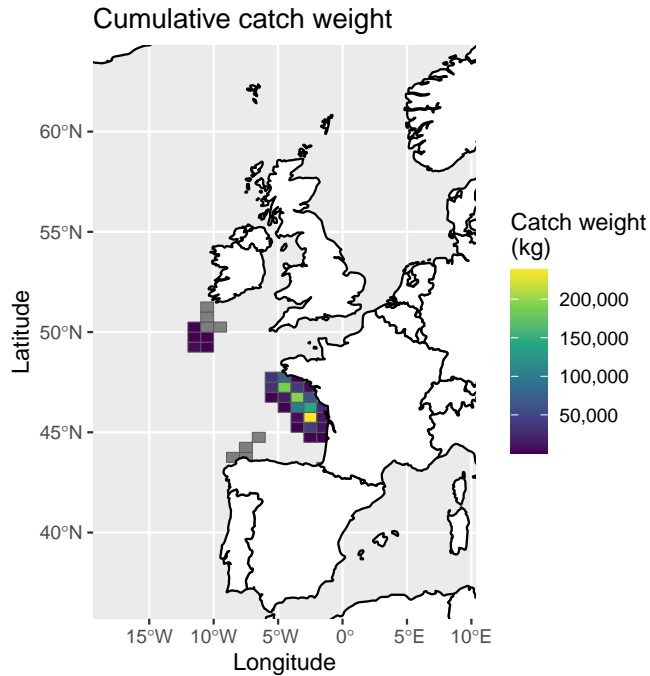 Cumulative catch weight
60°N
55°N
50°N
45°N
40°N
Latitude
15°W
10°W
5°W
0°
5°E
10°E
Longitude
Catch weight
(kg)
200,000
150,000
100,000
50,000